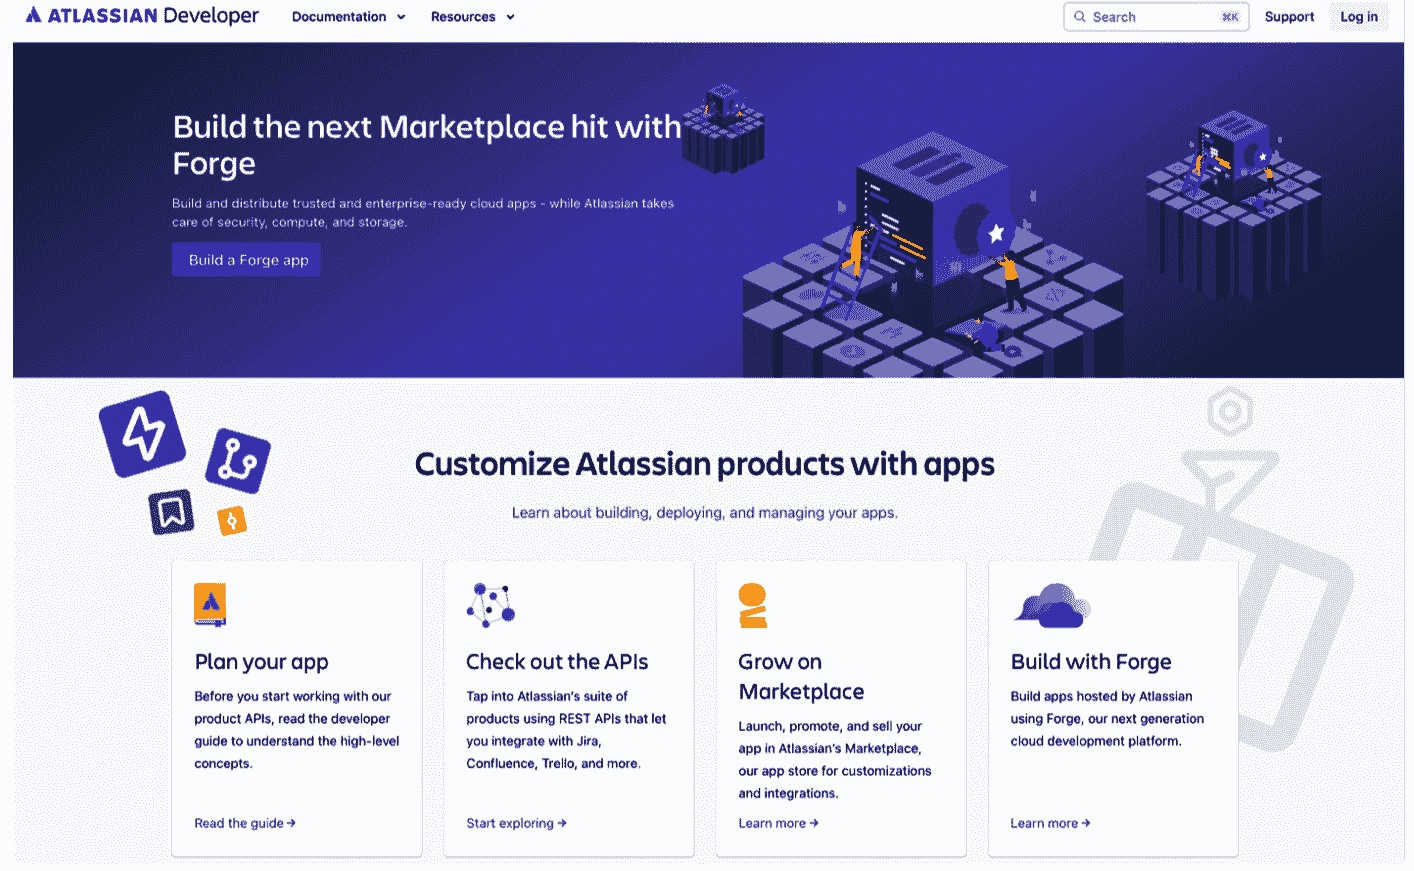 ATLASSIAN Developer
Documentation
Resources
Search
⌘K
Support
Log in
Build the next Marketplace hit with
Forge
Build and distribute trusted and enterprise-ready cloud apps - while Atlassian takes
care of security, compute, and storage.
Build a Forge app
Customize Atlassian products with apps
Learn about building, deploying, and managing your apps.
Plan your app
Before you start working with our
product APIs, read the developer
guide to understand the high-level
concepts.
Read the guide →
Check out the APIs
Tap into Atlassian's suite of
products using REST APIs that let
you integrate with Jira,
Confluence, Trello, and more.
Start exploring →
Grow on
Marketplace
Launch, promote, and sell your
app in Atlassian's Marketplace,
our app store for customizations
and integrations.
Learn more →
Build with Forge
Build apps hosted by Atlassian
using Forge, our next generation
cloud development platform.
Learn more →